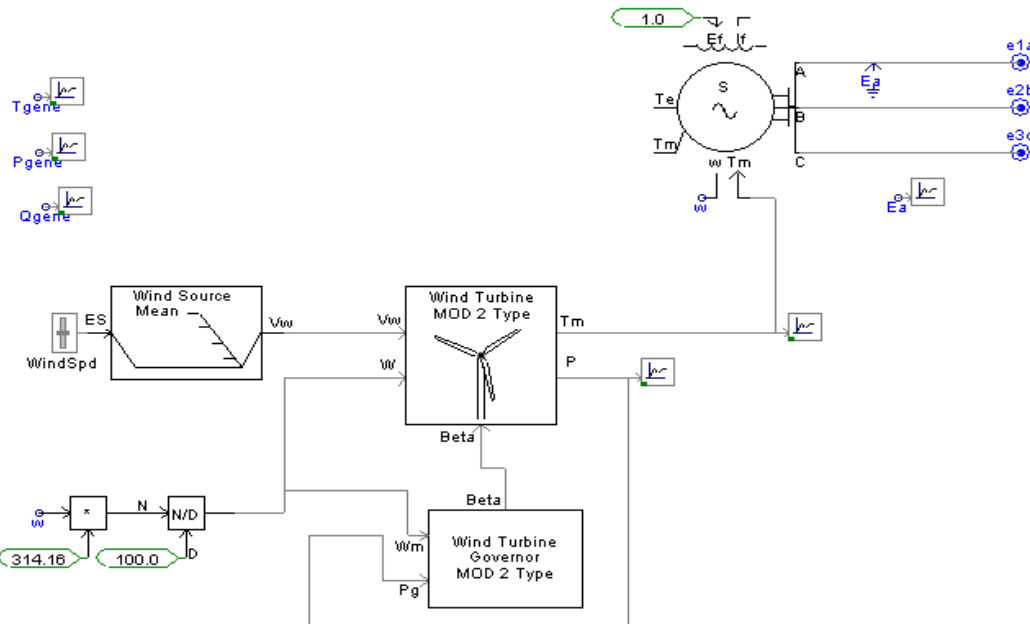 1.0
Ef If
e1a
A
Ea
S
Te
e2b
B
Tm
e3c
C
w Tm
w
Ea
Tgene
Pgene
Qgene
Wind Source
Mean
ES
Vw
WindSpd
Wind Turbine
MOD 2 Type
Vw
W
Tm
P
Beta
Beta
w
*
N
N/D
D
314.16
100.0
Wm
Pg
Wind Turbine
Governor
MOD 2 Type